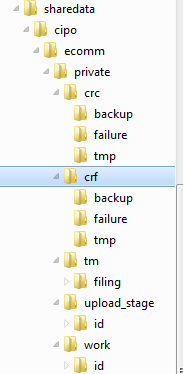 sharedata
cipo
ecomm
private
crc
backup
failure
tmp
crf
backup
failure
tmp
tm
filing
upload_stage
id
work
id